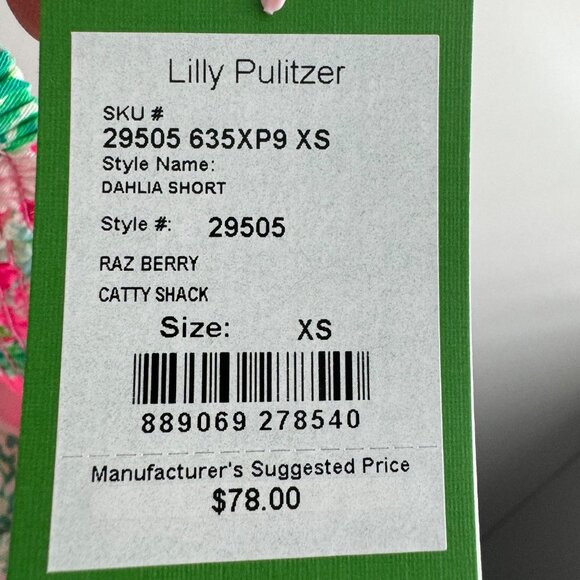 Lilly Pulitzer
SKU #
29505 635XP9 XS
Style Name:
DAHLIA SHORT
Style #: 29505
RAZ BERRY
CATTY SHACK
Size: XS
889069 278540
Manufacturer's Suggested Price
$78.00